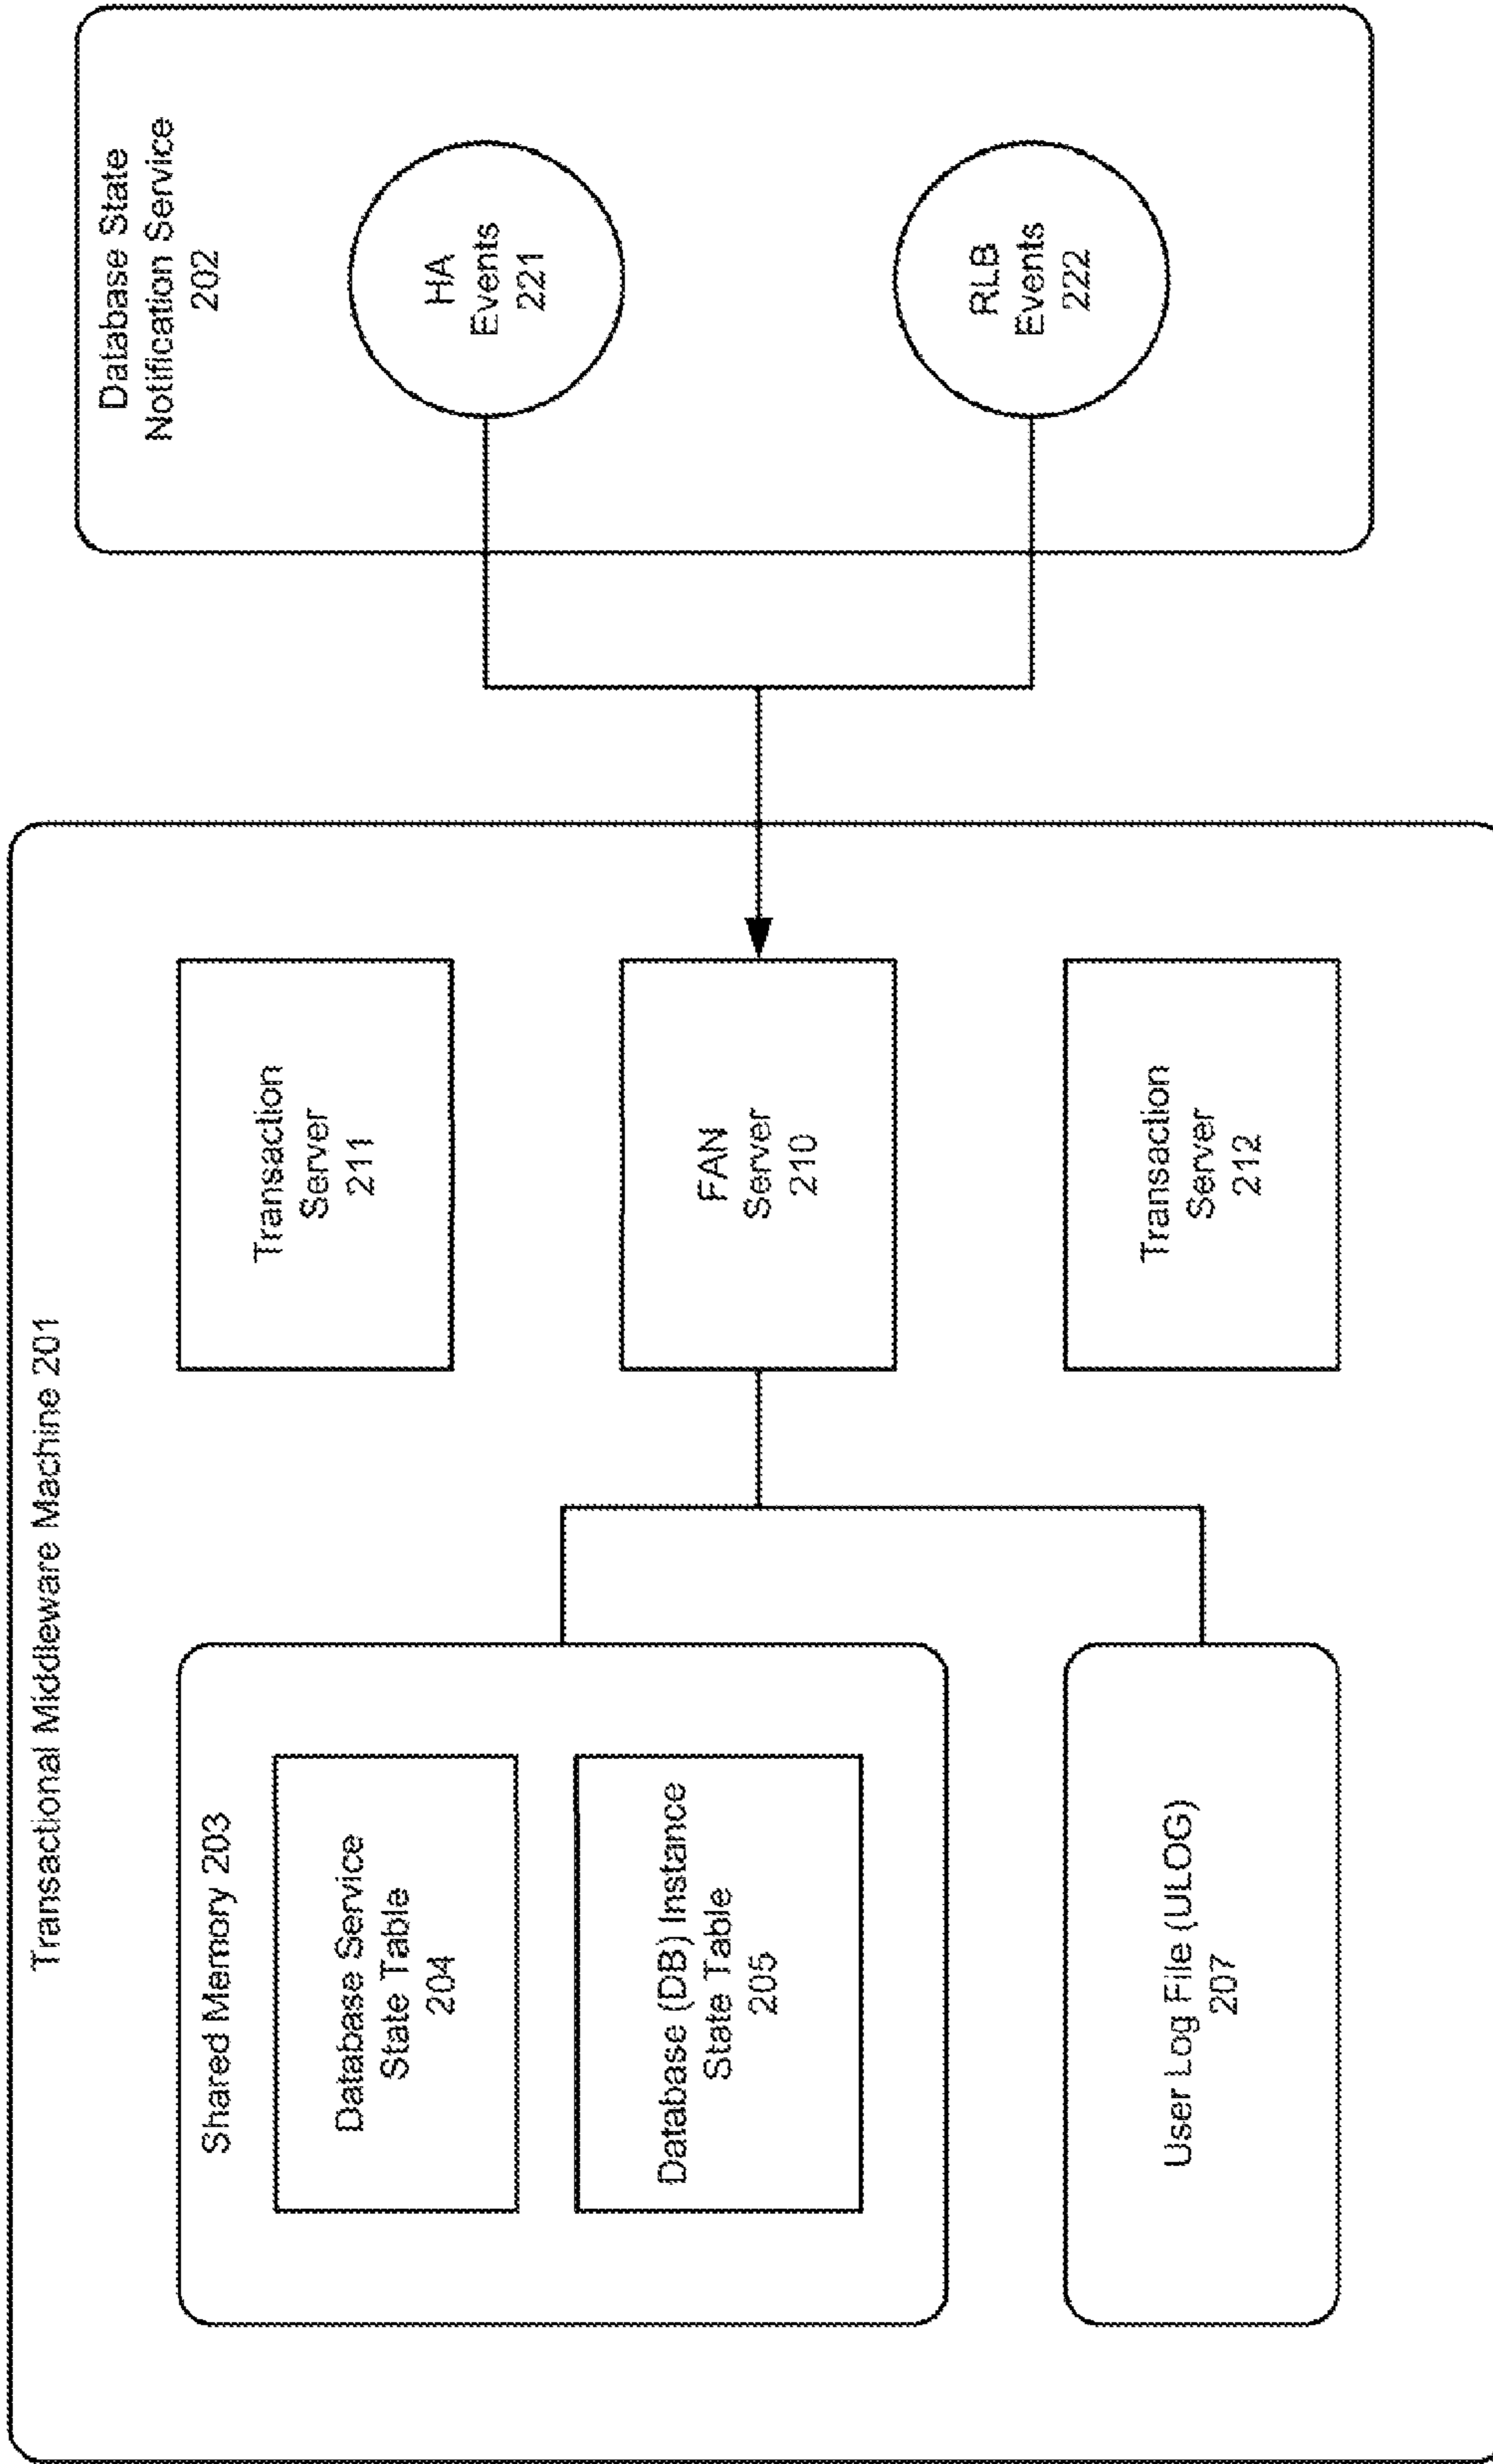 Transactional Middleware Machine 201
Shared Memory 203
Database Service
State Table
204
Database (DB) Instance
State Table
205
User Log File (ULOG)
207
Transaction
Server
211
FAN
Server
210
Transaction
Server
212
Database State
Notification Service
202
HA
Events
221
RLB
Events
222